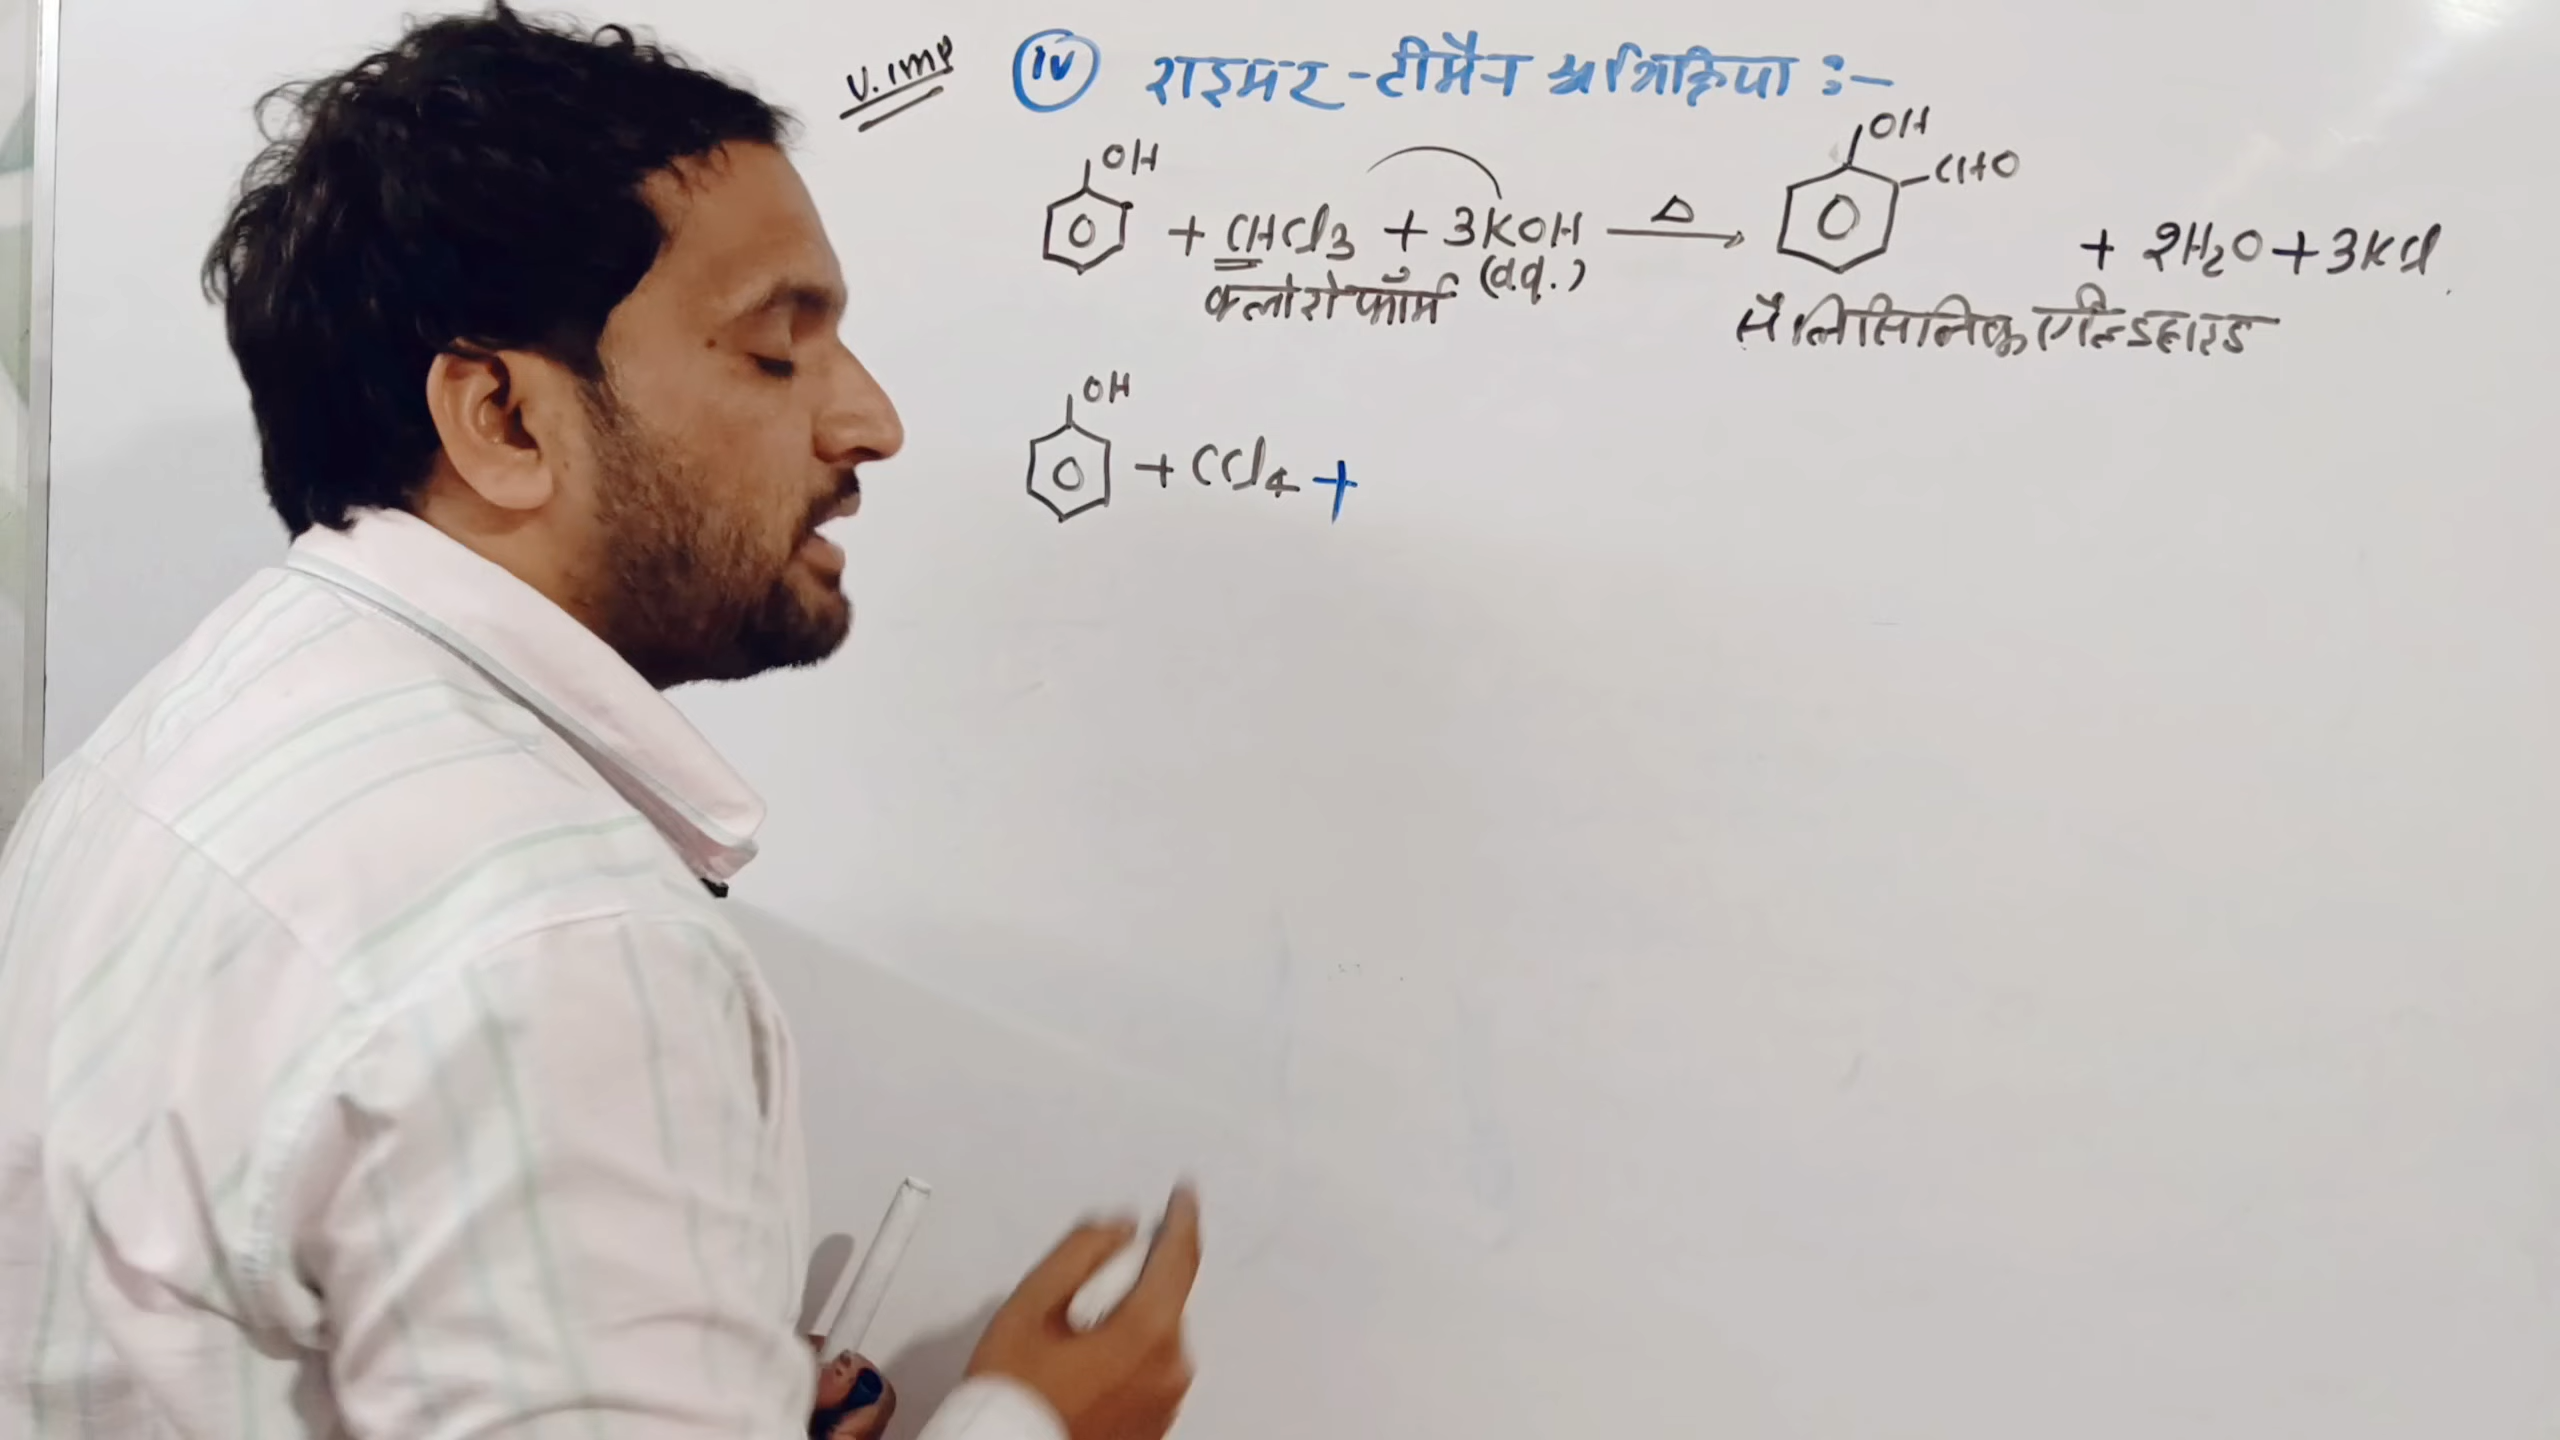 V. Imp (iv) राइमर-टीमैन अभिक्रिया :-
OH OH CHO
+ CHCl3 + 3KOH Δ + 2H2O + 3KCl
क्लोरोफॉर्म (aq.) सैलिसिलिक एल्डिहाइड
OH
+ CCl4 +